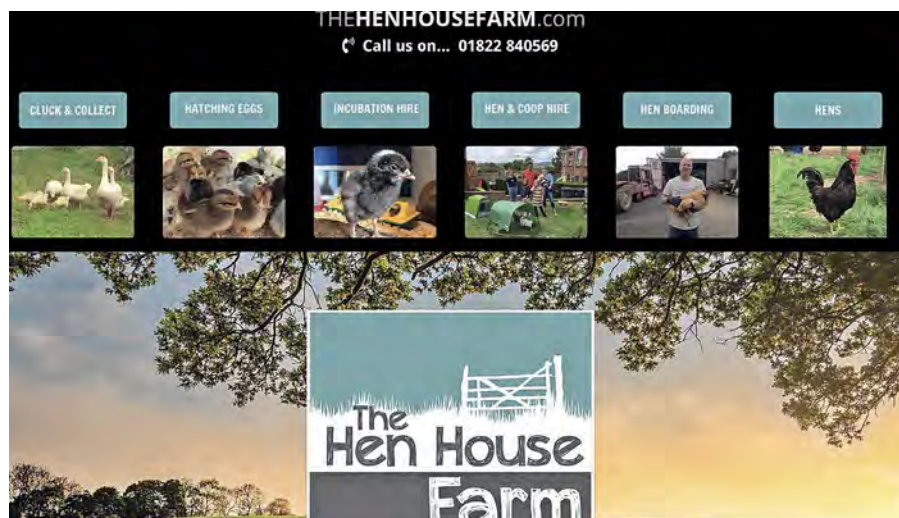 THEHENHOUSEFARM.com
Call us on... 01822 840569
CLUCK & COLLECT
HATCHING EGGS
INCUBATION HIRE
HEN & COOP HIRE
HEN BOARDING
HENS
The
Hen House
Farm